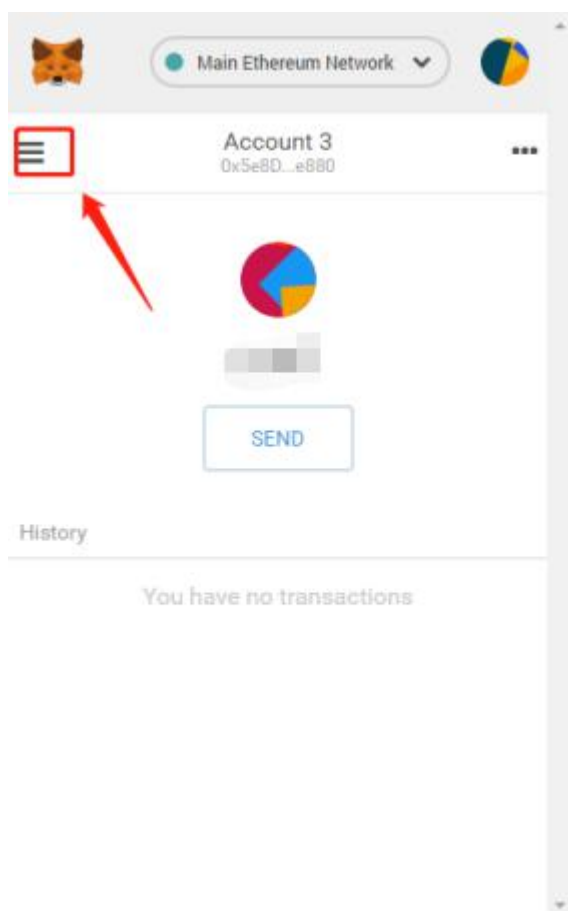 Main Ethereum Network
Account 3
0x5e8D...e880
SEND
History
You have no transactions